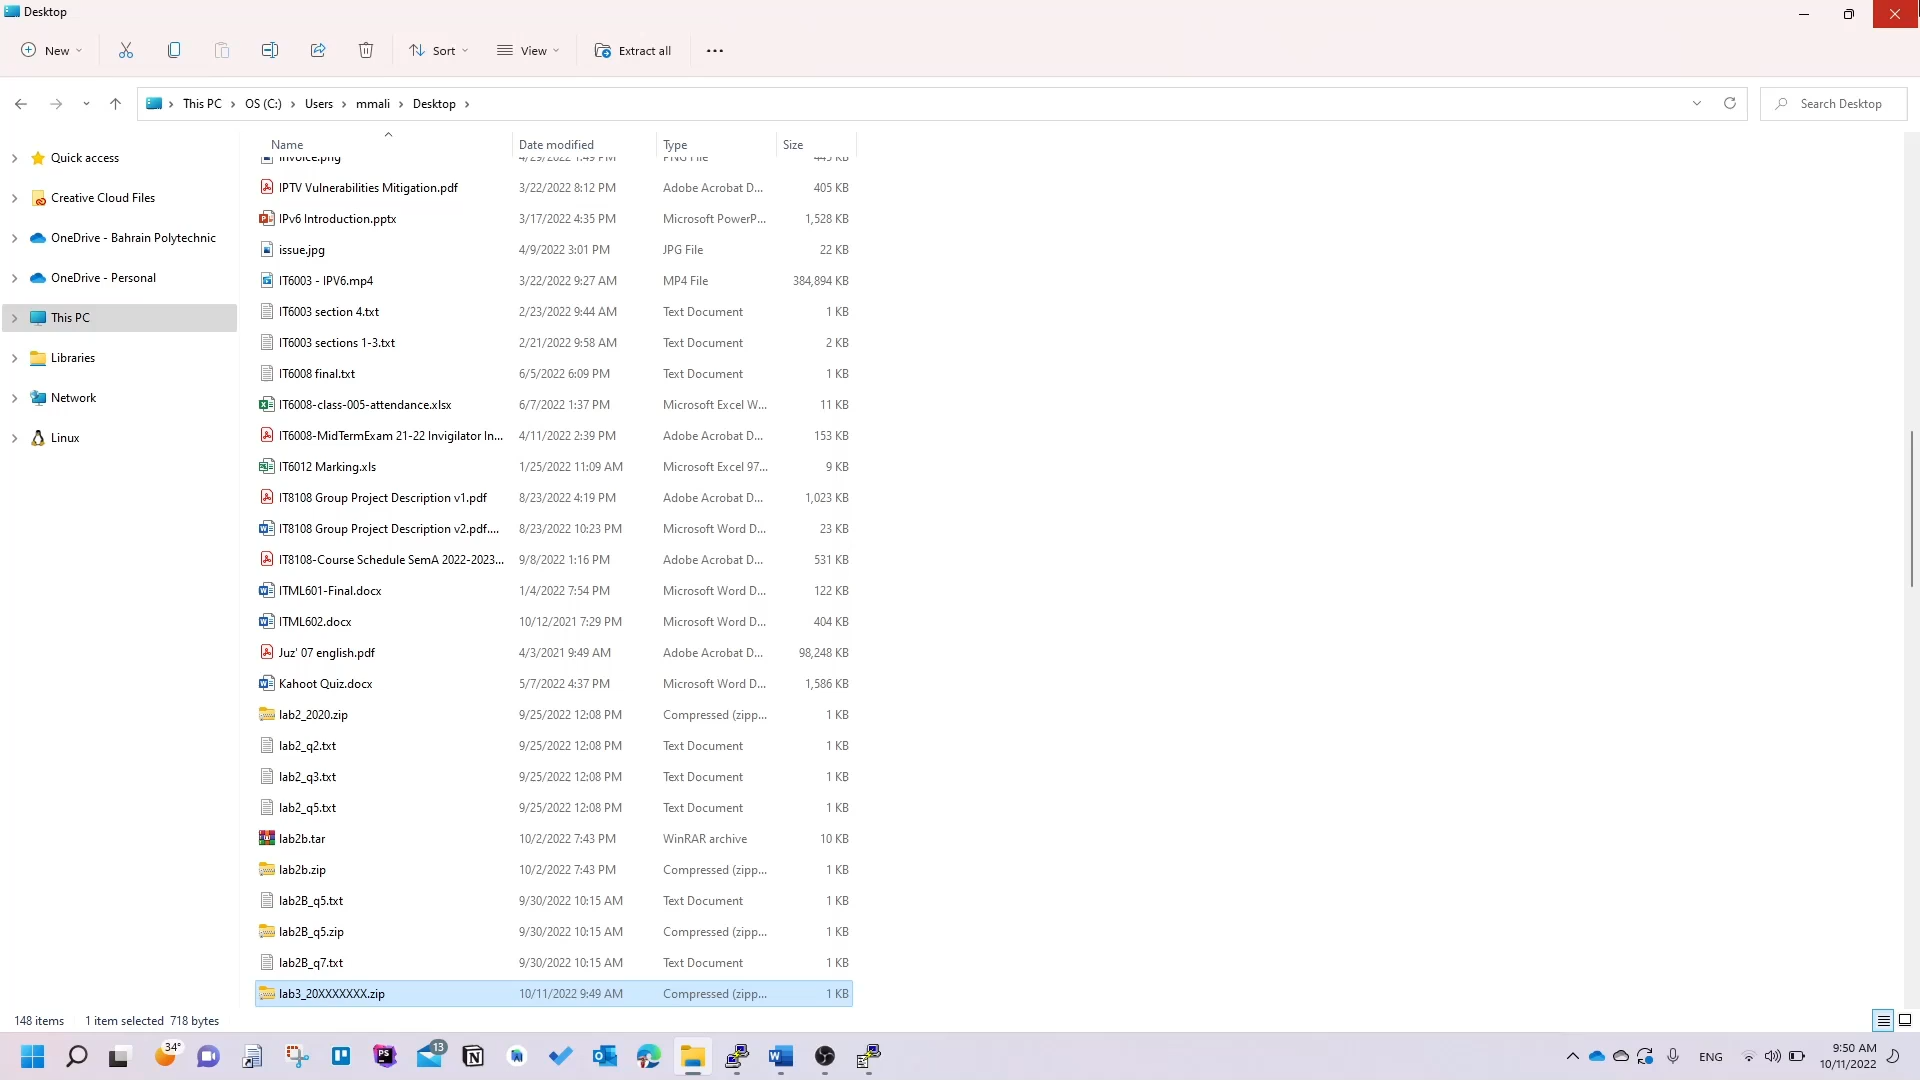 Desktop
New
Sort
View
Extract all
This PC > OS (C:) > Users > mmali > Desktop >
Search Desktop
Name Date modified Type Size
invoice.png 4/29/2022 1:49 PM PNG File 445 KB
IPTV Vulnerabilities Mitigation.pdf 3/22/2022 8:12 PM Adobe Acrobat D... 405 KB
IPv6 Introduction.pptx 3/17/2022 4:35 PM Microsoft PowerP... 1,528 KB
issue.jpg 4/9/2022 3:01 PM JPG File 22 KB
IT6003 - IPV6.mp4 3/22/2022 9:27 AM MP4 File 384,894 KB
IT6003 section 4.txt 2/23/2022 9:44 AM Text Document 1 KB
IT6003 sections 1-3.txt 2/21/2022 9:58 AM Text Document 2 KB
IT6008 final.txt 6/5/2022 6:09 PM Text Document 1 KB
IT6008-class-005-attendance.xlsx 6/7/2022 1:37 PM Microsoft Excel W... 11 KB
IT6008-MidTermExam 21-22 Invigilator In... 4/11/2022 2:39 PM Adobe Acrobat D... 153 KB
IT6012 Marking.xls 1/25/2022 11:09 AM Microsoft Excel 97... 9 KB
IT8108 Group Project Description v1.pdf 8/23/2022 4:19 PM Adobe Acrobat D... 1,023 KB
IT8108 Group Project Description v2.pdf.... 8/23/2022 10:23 PM Microsoft Word D... 23 KB
IT8108-Course Schedule SemA 2022-2023... 9/8/2022 1:16 PM Adobe Acrobat D... 531 KB
ITML601-Final.docx 1/4/2022 7:54 PM Microsoft Word D... 122 KB
ITML602.docx 10/12/2021 7:29 PM Microsoft Word D... 404 KB
Juz' 07 english.pdf 4/3/2021 9:49 AM Adobe Acrobat D... 98,248 KB
Kahoot Quiz.docx 5/7/2022 4:37 PM Microsoft Word D... 1,586 KB
lab2_2020.zip 9/25/2022 12:08 PM Compressed (zipp... 1 KB
lab2_q2.txt 9/25/2022 12:08 PM Text Document 1 KB
lab2_q3.txt 9/25/2022 12:08 PM Text Document 1 KB
lab2_q5.txt 9/25/2022 12:08 PM Text Document 1 KB
lab2b.tar 10/2/2022 7:43 PM WinRAR archive 10 KB
lab2b.zip 10/2/2022 7:43 PM Compressed (zipp... 1 KB
lab2B_q5.txt 9/30/2022 10:15 AM Text Document 1 KB
lab2B_q5.zip 9/30/2022 10:15 AM Compressed (zipp... 1 KB
lab2B_q7.txt 9/30/2022 10:15 AM Text Document 1 KB
lab3_20XXXXXXX.zip 10/11/2022 9:49 AM Compressed (zipp... 1 KB
Quick access
Creative Cloud Files
OneDrive - Bahrain Polytechnic
OneDrive - Personal
This PC
Libraries
Network
Linux
148 items 1 item selected 718 bytes
34°
PS
13
ENG
9:50 AM
10/11/2022